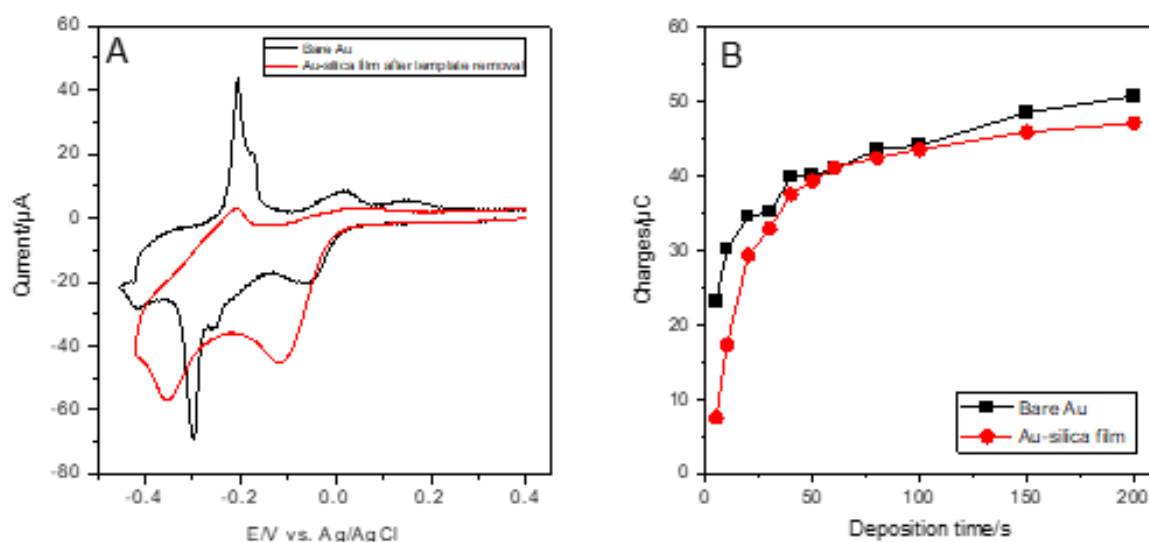 A
Bare Au
Au-silica film after template removal
60
40
20
0
-20
-40
-60
-80
Current/µA
-0.4 -0.2 0.0 0.2 0.4
E/V vs. Ag/AgCl
B
60
50
40
30
20
10
0
Charges/µC
Bare Au
Au-silica film
0 50 100 150 200
Deposition time/s